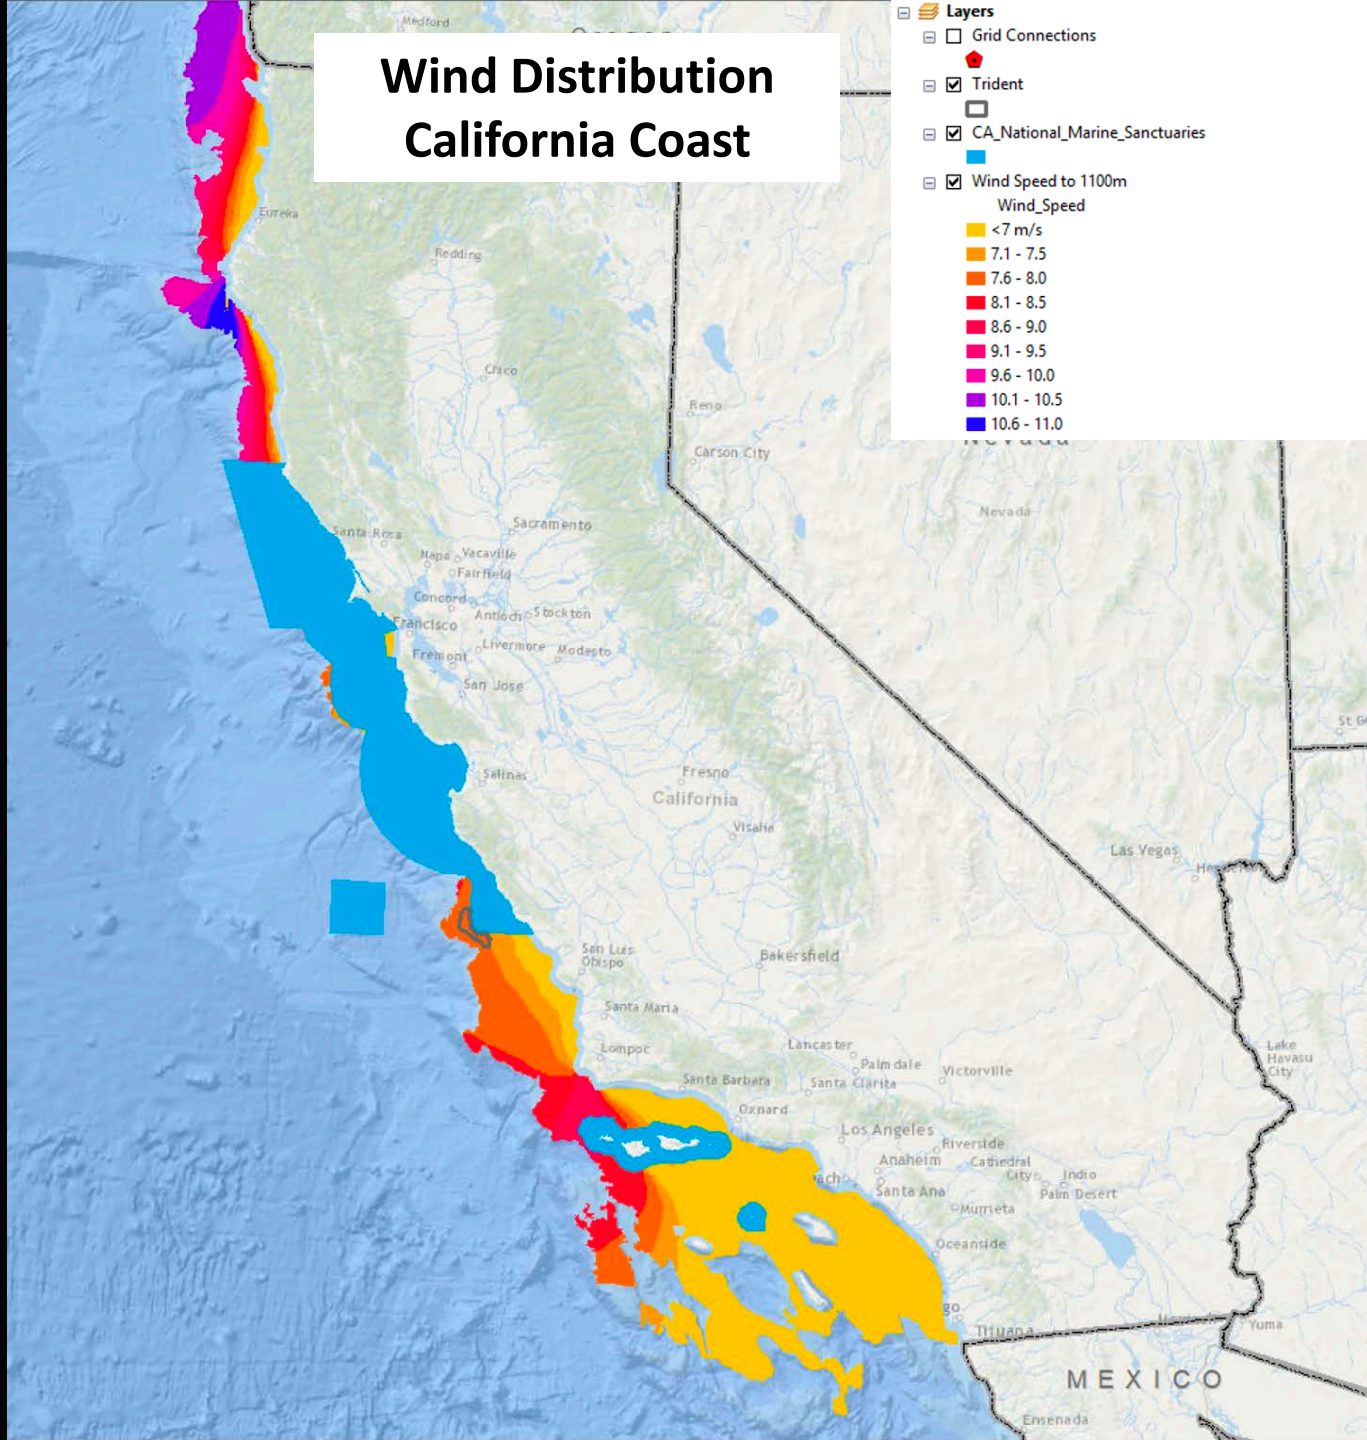 Wind Distribution
California Coast
Layers
Grid Connections
Trident
CA_National_Marine_Sanctuaries
Wind Speed to 1100m
Wind_Speed
<7 m/s
7.1 - 7.5
7.6 - 8.0
8.1 - 8.5
8.6 - 9.0
9.1 - 9.5
9.6 - 10.0
10.1 - 10.5
10.6 - 11.0
Medford
Eureka
Redding
Chico
Reno
Carson City
Nevada
Nevada
Santa Rosa
Sacramento
Napa
Vacaville
Fairfield
Concord
Antioch
Stockton
Francisco
Livermore
Modesto
Fremont
San Jose
St G
Salinas
Fresno
California
Visalia
Las Vegas
San Luis
Obispo
Bakersfield
Santa Maria
Lompoc
Lancaster
Palmdale
Victorville
Lake
Havasu
City
Santa Barbara
Santa Clarita
Oxnard
Los Angeles
Riverside
Anaheim
Cathedral
City
Indio
ach
Santa Ana
Palm Desert
Murrieta
Oceanside
go
Tijuana
Yuma
MEXICO
Ensenada